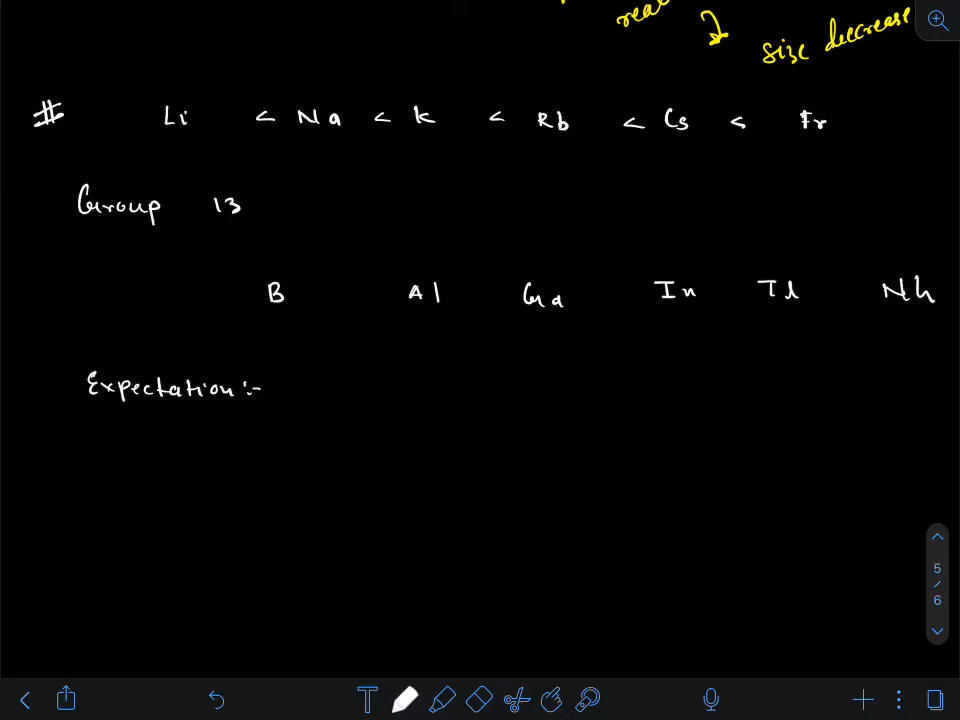 size decrease
# Li < Na < K < Rb < Cs < Fr
Group 13
B Al Ga In Tl Nh
Expectation :-
5
/
6